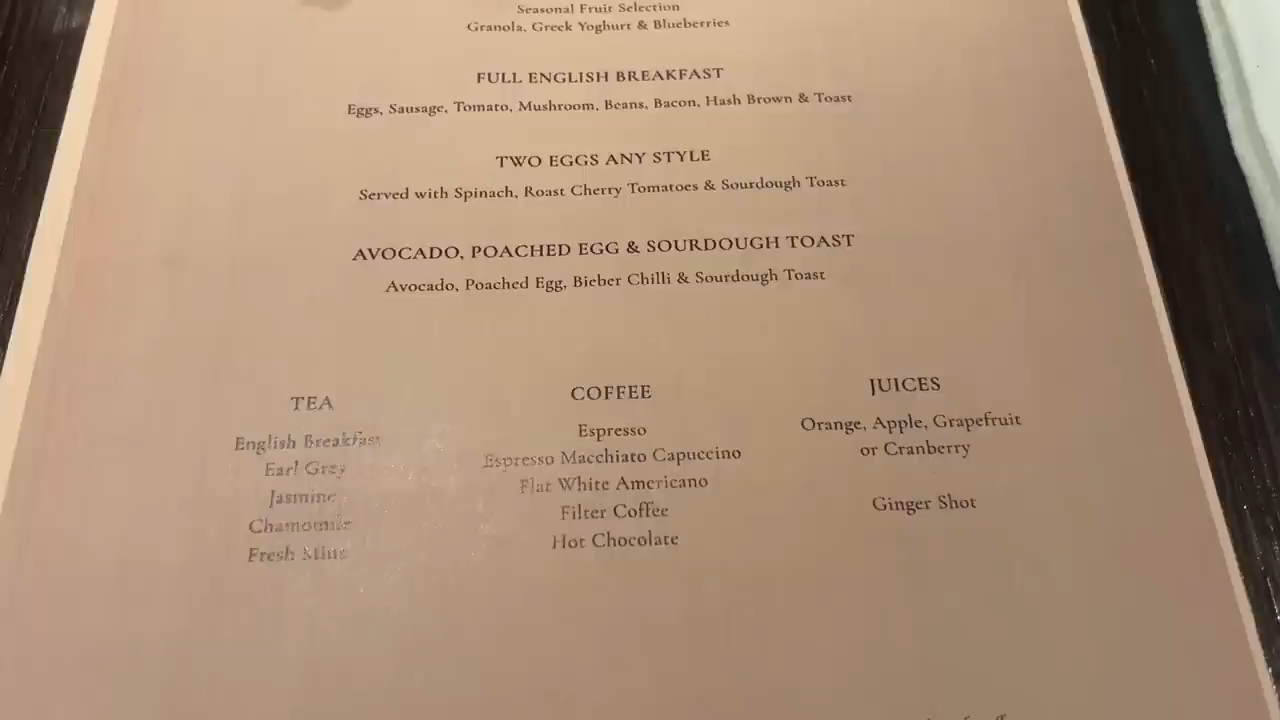 Seasonal Fruit Selection
Granola, Greek Yoghurt & Blueberries
FULL ENGLISH BREAKFAST
Eggs, Sausage, Tomato, Mushroom, Beans, Bacon, Hash Brown & Toast
TWO EGGS ANY STYLE
Served with Spinach, Roast Cherry Tomatoes & Sourdough Toast
AVOCADO, POACHED EGG & SOURDOUGH TOAST
Avocado, Poached Egg, Bieber Chilli & Sourdough Toast
TEA
English Breakfast
Earl Grey
Jasmine
Chamomile
Fresh Mint
COFFEE
Espresso
Espresso Macchiato Capuccino
Flat White Americano
Filter Coffee
Hot Chocolate
JUICES
Orange, Apple, Grapefruit
or Cranberry
Ginger Shot